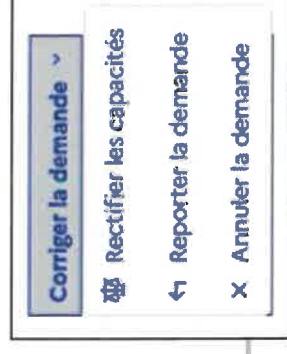 Corriger la demande
Rectifier les capacités
Reporter la demande
Annuler la demande